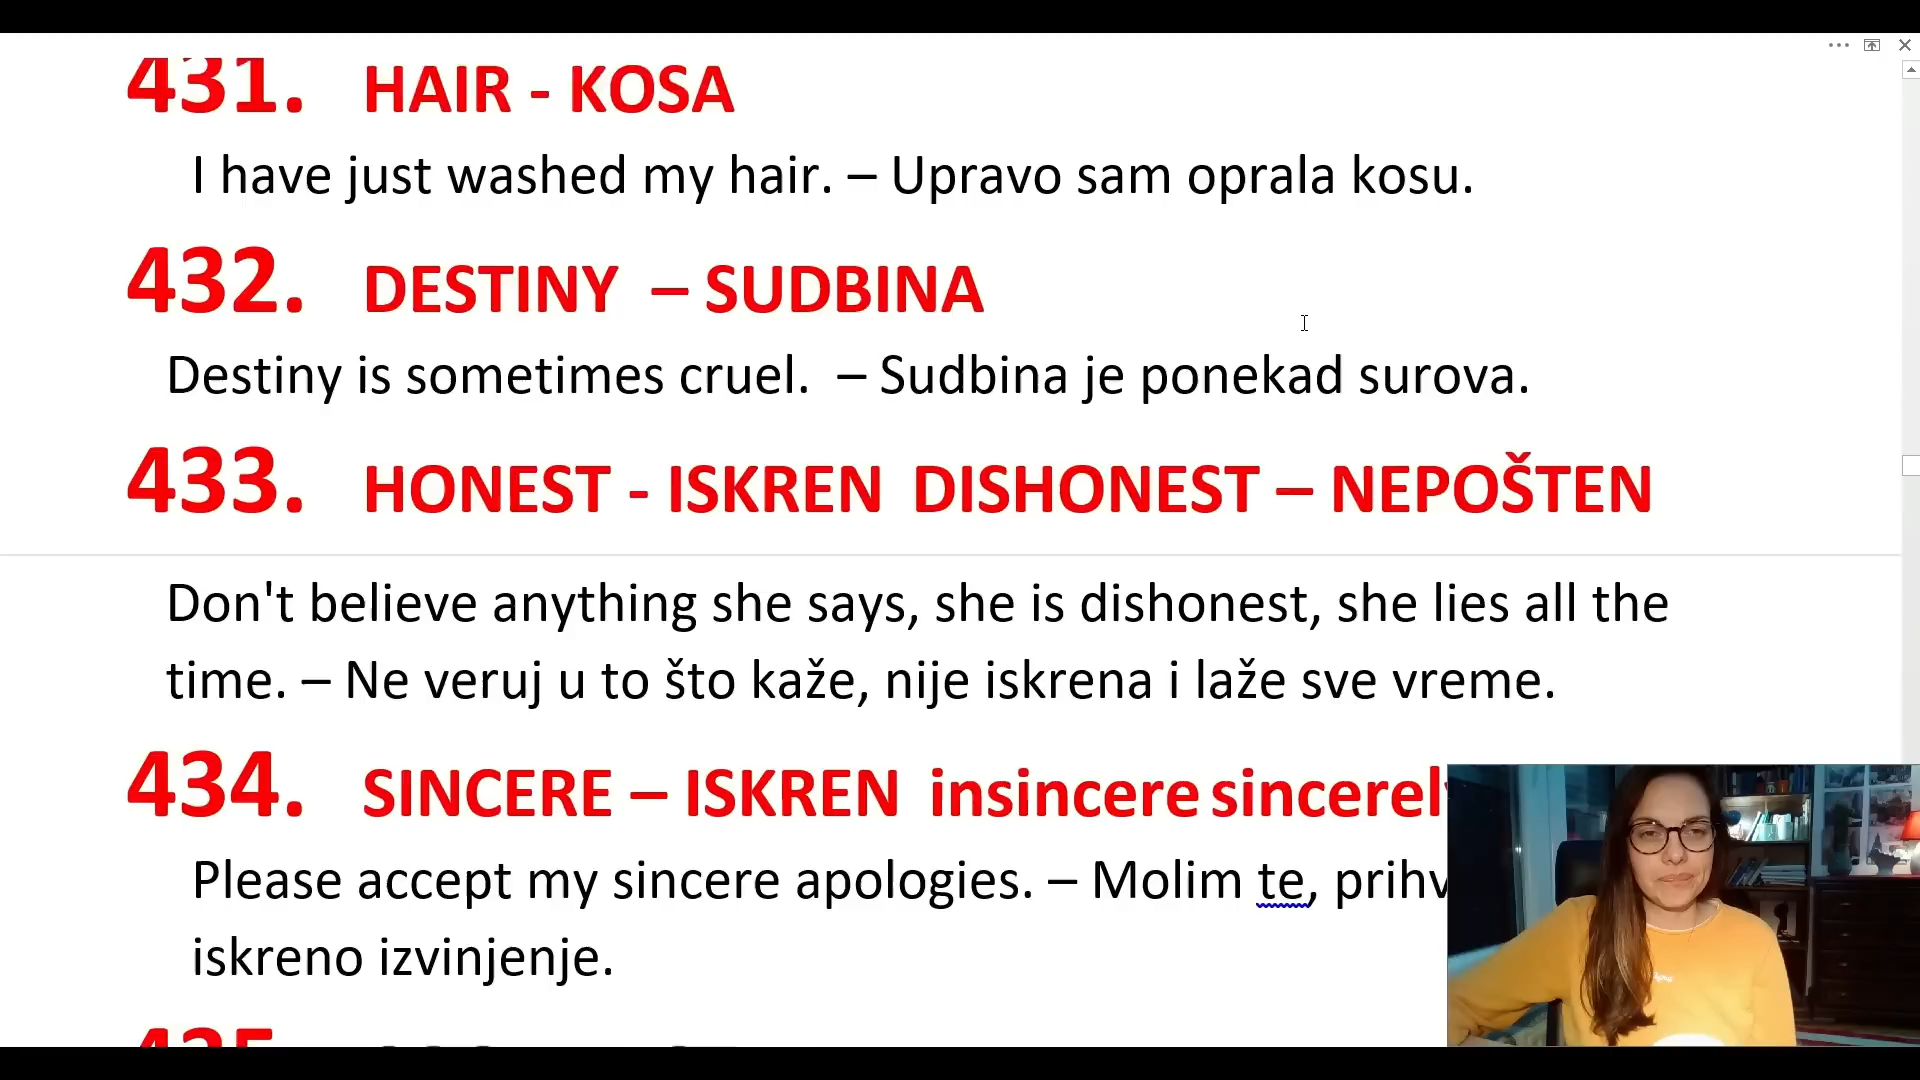 431. HAIR - KOSA
I have just washed my hair. – Upravo sam oprala kosu.
432. DESTINY – SUDBINA
Destiny is sometimes cruel. – Sudbina je ponekad surova.
433. HONEST - ISKREN DISHONEST – NEPOŠTEN
Don't believe anything she says, she is dishonest, she lies all the
time. – Ne veruj u to što kaže, nije iskrena i laže sve vreme.
434. SINCERE – ISKREN insincere
Please accept my sincere apologies. – Molim te,
iskreno izvinjenje.